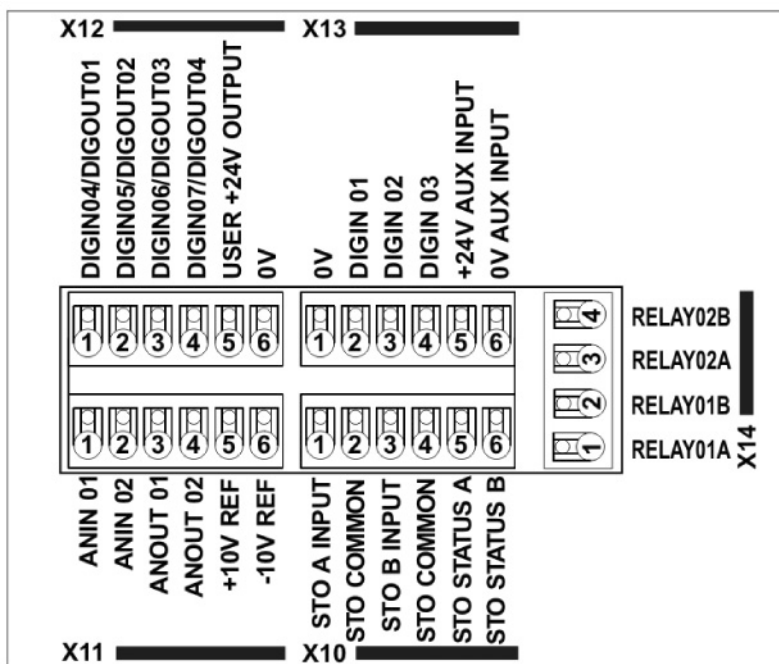 X12
X13
DIGIN04/DIGOUT01
DIGIN05/DIGOUT02
DIGIN06/DIGOUT03
DIGIN07/DIGOUT04
USER +24V OUTPUT
0V
0V
DIGIN 01
DIGIN 02
DIGIN 03
+24V AUX INPUT
0V AUX INPUT
1 2 3 4 5 6
1 2 3 4 5 6
4 RELAY02B
3 RELAY02A
2 RELAY01B
1 RELAY01A
X14
1 2 3 4 5 6
1 2 3 4 5 6
ANIN 01
ANIN 02
ANOUT 01
ANOUT 02
+10V REF
-10V REF
STO A INPUT
STO COMMON
STO B INPUT
STO COMMON
STO STATUS A
STO STATUS B
X11
X10